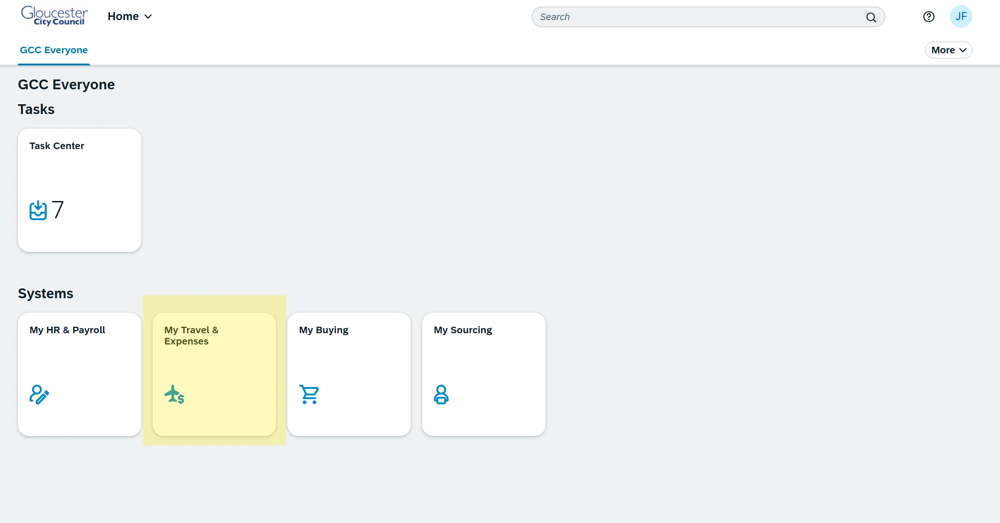 Gloucester
City Council
Home
Search
JF
GCC Everyone
More
GCC Everyone
Tasks
Task Center
7
Systems
My HR & Payroll
My Travel &
Expenses
My Buying
My Sourcing